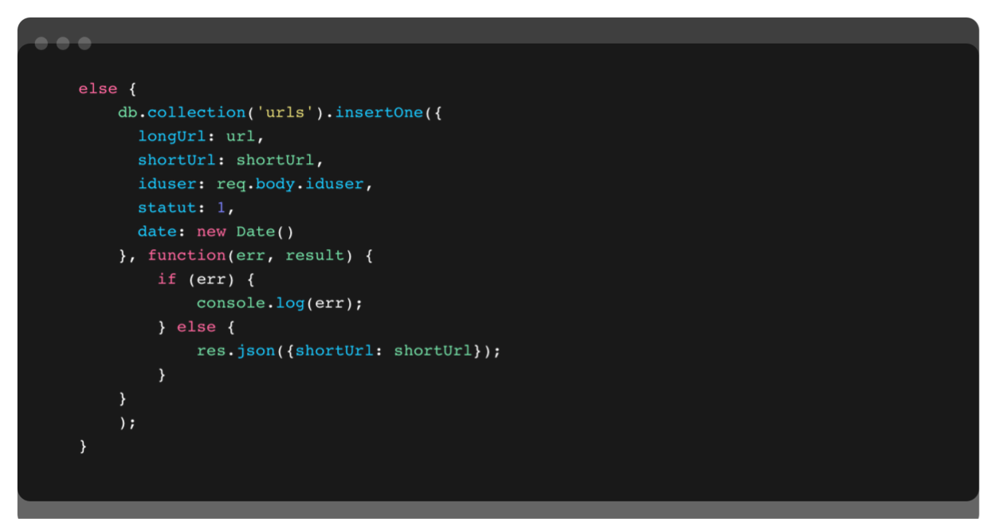 else {
    db.collection('urls').insertOne({
      longUrl: url,
      shortUrl: shortUrl,
      iduser: req.body.iduser,
      statut: 1,
      date: new Date()
    }, function(err, result) {
        if (err) {
            console.log(err);
        } else {
            res.json({shortUrl: shortUrl});
        }
    }
    );
}